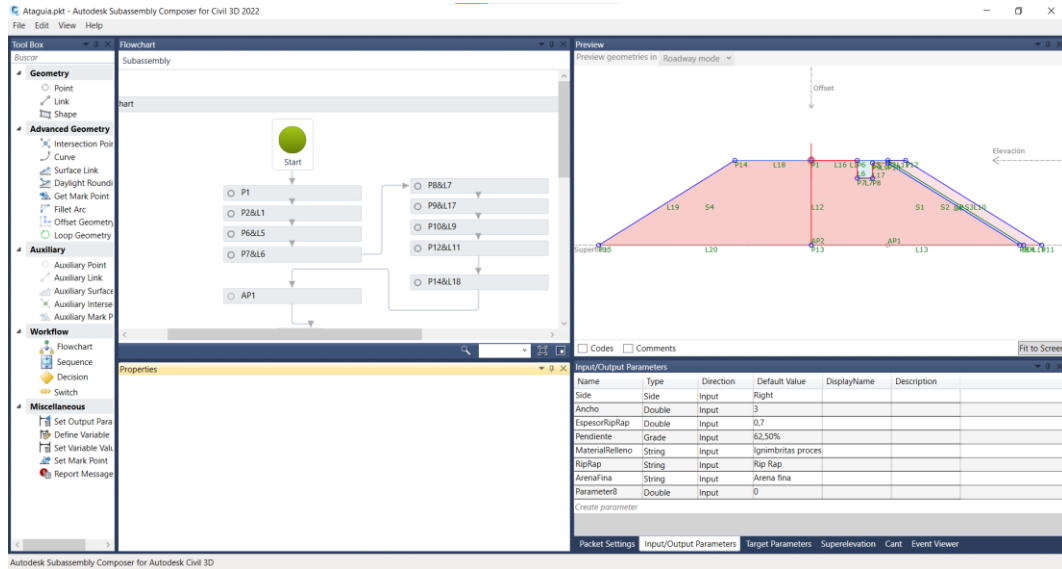 Ataguia.pkt - Autodesk Subassembly Composer for Civil 3D 2022
File Edit View Help
Tool Box
Buscar
Geometry
Point
Link
Shape
Advanced Geometry
Intersection Poir
Curve
Surface Link
Daylight Roundi
Get Mark Point
Fillet Arc
Offset Geometry
Loop Geometry
Auxiliary
Auxiliary Point
Auxiliary Link
Auxiliary Surface
Auxiliary Interse
Auxiliary Mark P
Workflow
Flowchart
Sequence
Decision
Switch
Miscellaneous
Set Output Para
Define Variable
Set Variable Valu
Set Mark Point
Report Message
Flowchart
Subassembly
hart
Start
P1
P2&L1
P6&L5
P7&L6
AP1
P8&L7
P9&L17
P10&L9
P12&L11
P14&L18
Properties
Preview
Preview geometries in Roadway mode
Offset
Elevación
P14 L18 P1 L16
L6
L17
P7 P8
L19 S4 L12 S1 S2
AP2 AP1
L20 P13 L13
Codes Comments Fit to Screen
Input/Output Parameters
Name Type Direction Default Value DisplayName Description
Side Side Input Right
Ancho Double Input 3
EspesorRipRap Double Input 0,7
Pendiente Grade Input 62,50%
MaterialRelleno String Input Ignimbritas proces
RipRap String Input Rip Rap
ArenaFina String Input Arena fina
Parameter8 Double Input 0
Create parameter
Packet Settings Input/Output Parameters Target Parameters Superelevation Cant Event Viewer
Autodesk Subassembly Composer for Autodesk Civil 3D